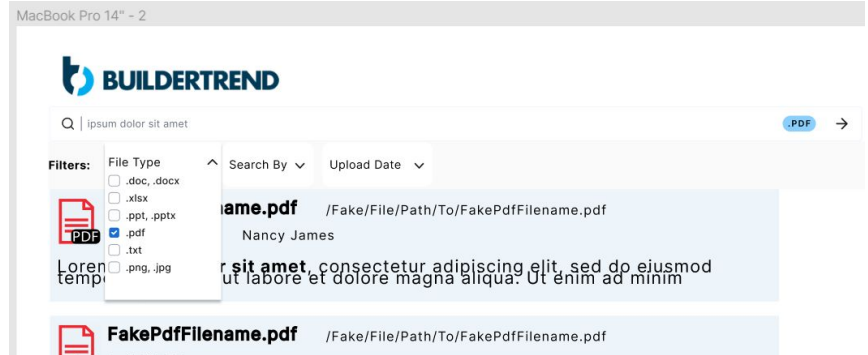 MacBook Pro 14" - 2
BUILDERTREND
ipsum dolor sit amet
.PDF
Filters:
File Type
Search By
Upload Date
.doc, .docx
.xlsx
.ppt, .pptx
.pdf
.txt
.png, .jpg
PDF
ame.pdf /Fake/File/Path/To/FakePdfFilename.pdf
Nancy James
Lorem r sit amet, consectetur adipiscing elit, sed do eiusmod
temp ut labore et dolore magna aliqua. Ut enim ad minim
FakePdfFilename.pdf /Fake/File/Path/To/FakePdfFilename.pdf